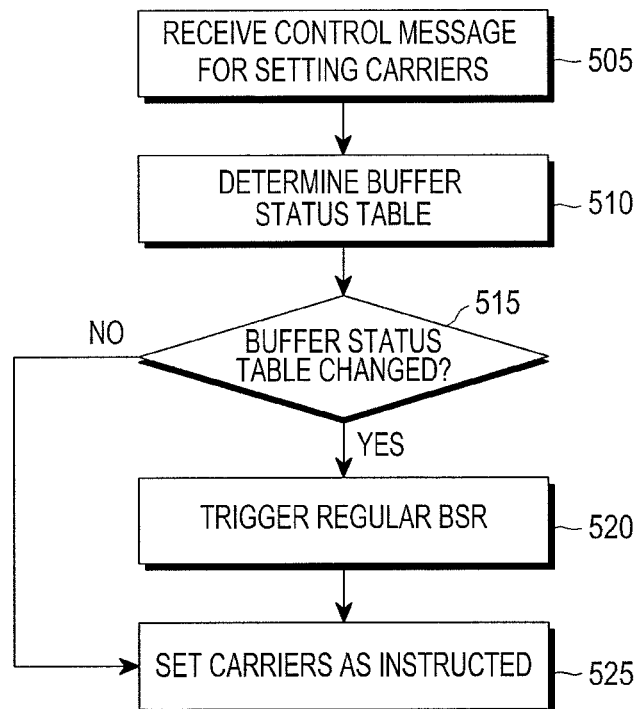 RECEIVE CONTROL MESSAGE
FOR SETTING CARRIERS
505
DETERMINE BUFFER
STATUS TABLE
510
515
NO
BUFFER STATUS
TABLE CHANGED?
YES
TRIGGER REGULAR BSR
520
SET CARRIERS AS INSTRUCTED
525